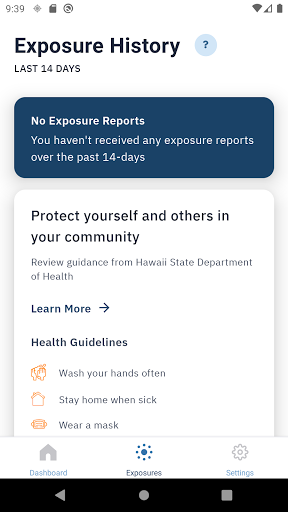 9:39
Exposure History
?
LAST 14 DAYS
No Exposure Reports
You haven't received any exposure reports
over the past 14-days
Protect yourself and others in
your community
Review guidance from Hawaii State Department
of Health
Learn More
Health Guidelines
Wash your hands often
Stay home when sick
Wear a mask
Dashboard
Exposures
Settings